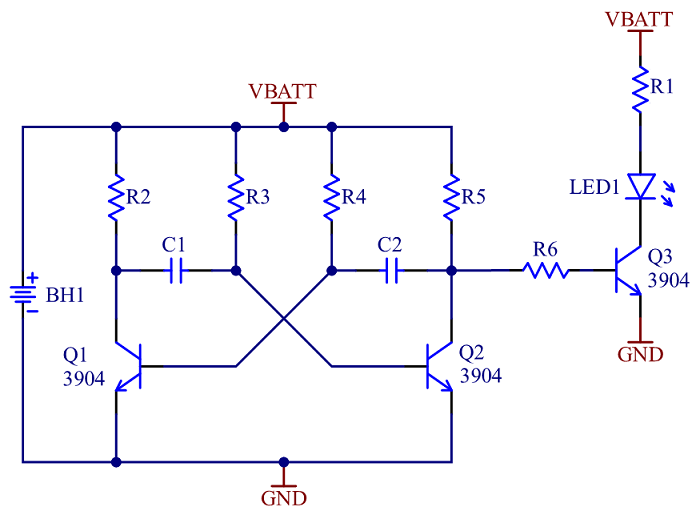 VBATT
R1
VBATT
R2
R3
R4
R5
LED1
C1
C2
R6
Q3
3904
BH1
Q1
3904
Q2
3904
GND
GND